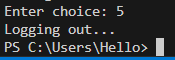 Enter choice: 5
Logging out...
PS C:\Users\Hello>